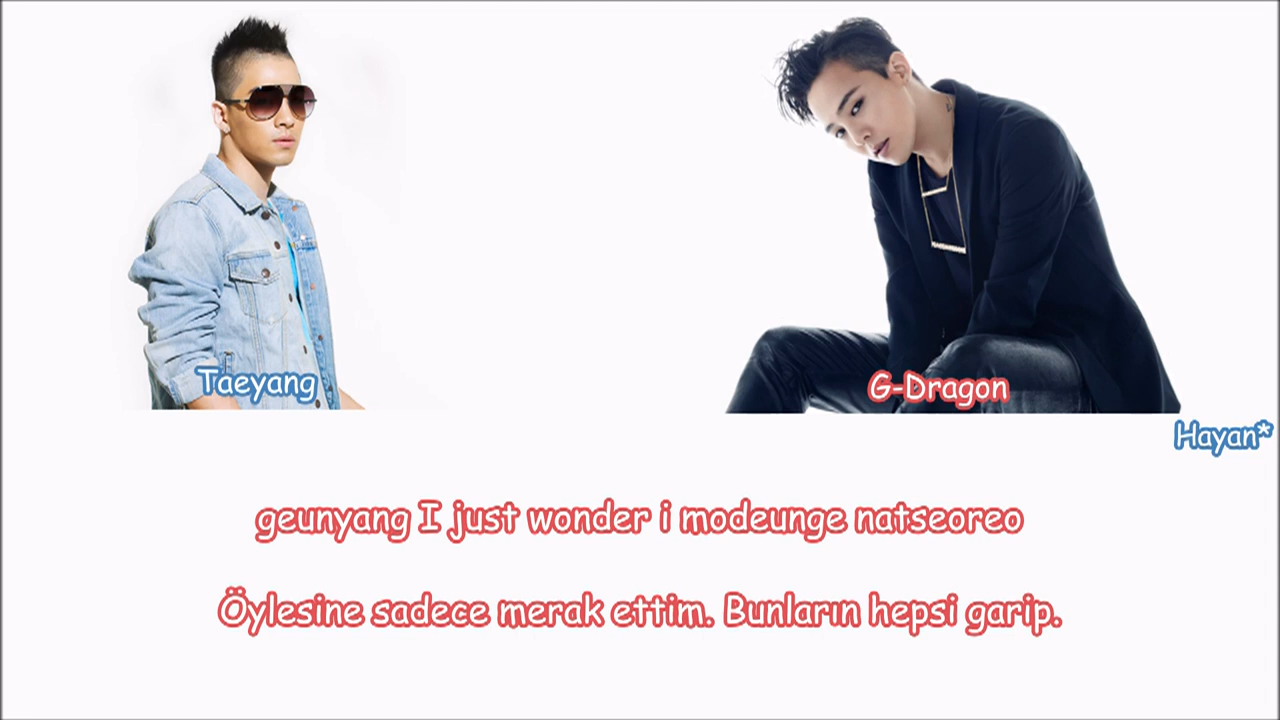 Taeyang
G-Dragon
Hayan*
geunyang I just wonder i modeunge natseoreo
Öylesine sadece merak ettim. Bunların hepsi garip.